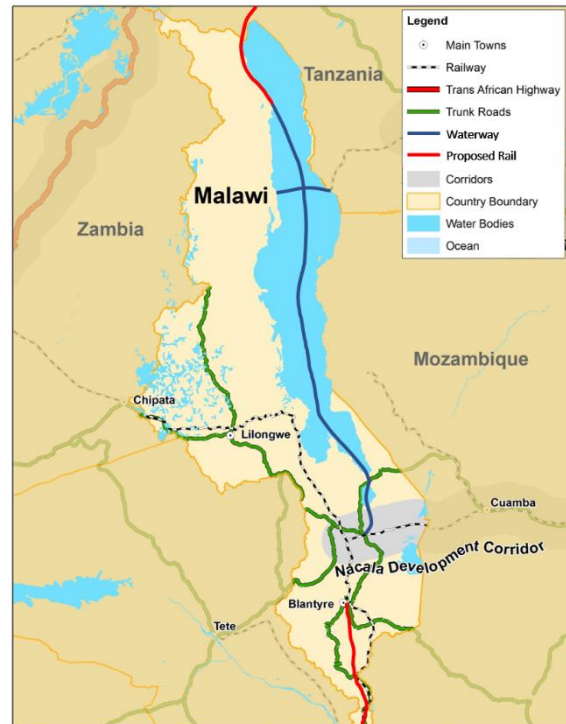 Legend
Main Towns
Railway
Trans African Highway
Trunk Roads
Waterway
Proposed Rail
Corridors
Country Boundary
Water Bodies
Ocean
Tanzania
Malawi
Zambia
Mozambique
Chipata
Lilongwe
Cuamba
Nacala Development Corridor
Blantyre
Tete